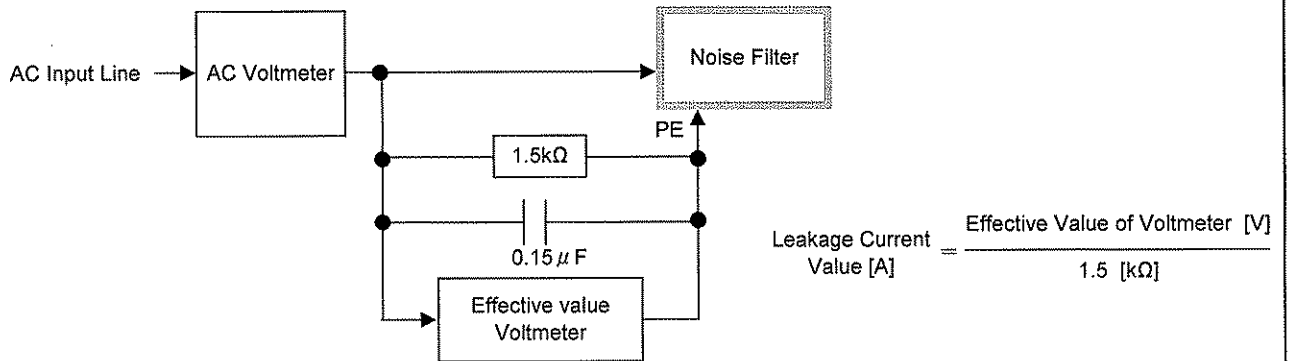 AC Input Line
AC Voltmeter
Noise Filter
PE
1.5kΩ
0.15 μ F
Effective value
Voltmeter
Leakage Current
Value [A]
=
Effective Value of Voltmeter [V]
1.5 [kΩ]